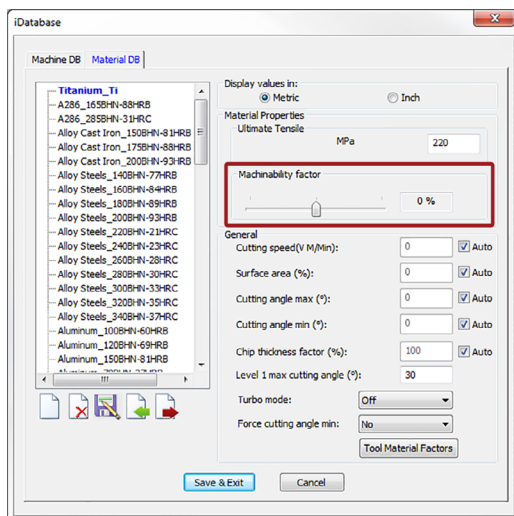 iDatabase
Machine DB Material DB
Titanium_Ti
A286_165BHN-88HRB
A286_285BHN-31HRC
Alloy Cast Iron_150BHN-81HRB
Alloy Cast Iron_175BHN-88HRB
Alloy Cast Iron_200BHN-93HRB
Alloy Steels_140BHN-77HRB
Alloy Steels_160BHN-84HRB
Alloy Steels_180BHN-89HRB
Alloy Steels_200BHN-93HRB
Alloy Steels_220BHN-21HRC
Alloy Steels_240BHN-23HRC
Alloy Steels_260BHN-28HRC
Alloy Steels_280BHN-30HRC
Alloy Steels_300BHN-33HRC
Alloy Steels_320BHN-35HRC
Alloy Steels_340BHN-37HRC
Aluminum_100BHN-60HRB
Aluminum_120BHN-69HRB
Aluminum_150BHN-81HRB
Display values in:
Metric Inch
Material Properties
Ultimate Tensile
MPa 220
Machinability factor
0 %
General
Cutting speed(V M/Min): 0 Auto
Surface area (%): 0 Auto
Cutting angle max (°): 0 Auto
Cutting angle min (°): 0 Auto
Chip thickness factor (%): 100 Auto
Level 1 max cutting angle (°): 30
Turbo mode: Off
Force cutting angle min: No
Tool Material Factors
Save & Exit Cancel